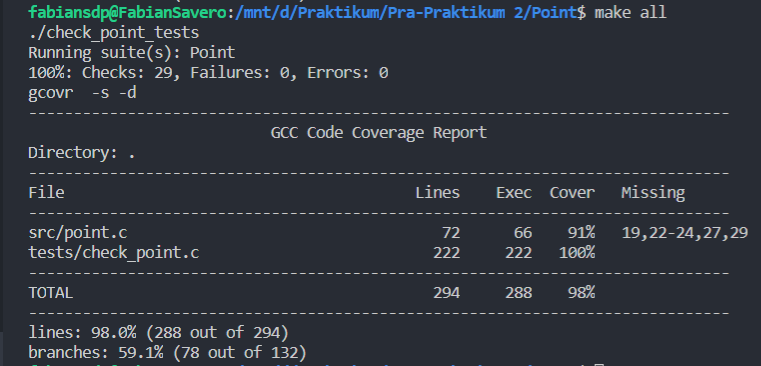 fabiansdp@FabianSavero:/mnt/d/Praktikum/Pra-Praktikum 2/Point$ make all
./check_point_tests
Running suite(s): Point
100%: Checks: 29, Failures: 0, Errors: 0
gcovr  -s -d
------------------------------------------------------------------------------
GCC Code Coverage Report
Directory: .
------------------------------------------------------------------------------
File Lines Exec Cover Missing
------------------------------------------------------------------------------
src/point.c 72 66 91% 19,22-24,27,29
tests/check_point.c 222 222 100%
------------------------------------------------------------------------------
TOTAL 294 288 98%
------------------------------------------------------------------------------
lines: 98.0% (288 out of 294)
branches: 59.1% (78 out of 132)